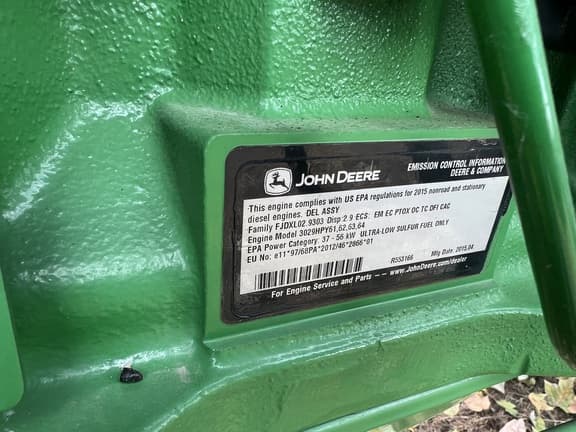 JOHN DEERE
EMISSION CONTROL INFORMATION
DEERE & COMPANY
This engine complies with US EPA regulations for 2015 nonroad and stationary
diesel engines. DEL ASSY
Family FJDXL02.9303 Disp 2.9 ECS: EM EC PTOX OC TC DFI CAC
Engine Model 3029HPY61,62,63,64
EPA Power Category: 37 - 56 kW ULTRA-LOW SULFUR FUEL ONLY
EU No: e11*97/68PA*2012/46*2866*01
R553166 Mfg Date: 2015.04
For Engine Service and Parts -- www.JohnDeere.com/dealer